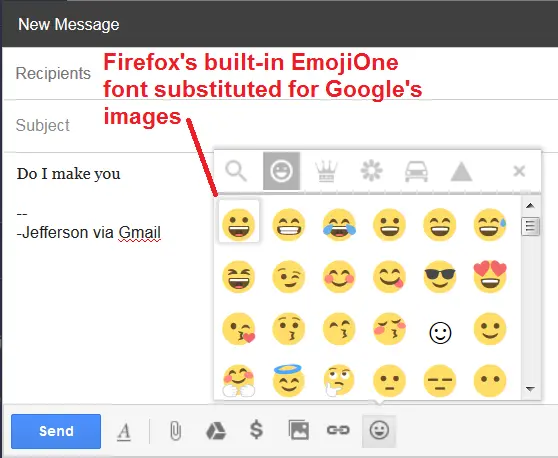 New Message
Recipients
Firefox's built-in EmojiOne
font substituted for Google's
images
Subject
Do I make you
--
-Jefferson via Gmail
Send